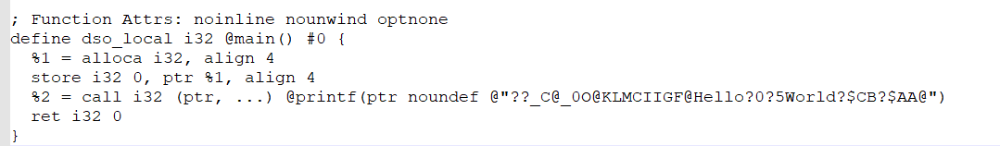 ; Function Attrs: noinline nounwind optnone
define dso_local i32 @main() #0 {
  %1 = alloca i32, align 4
  store i32 0, ptr %1, align 4
  %2 = call i32 (ptr, ...) @printf(ptr noundef @"??_C@_0O@KLMCIIGF@Hello?0?5World?$CB?$AA@")
  ret i32 0
}